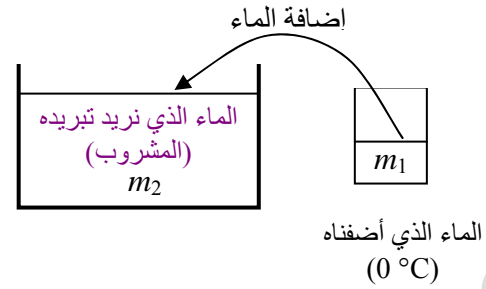 إضافة الماء
الماء الذي نريد تبريده
(المشروب)
m2
m1
الماء الذي أضفناه
(0 °C)